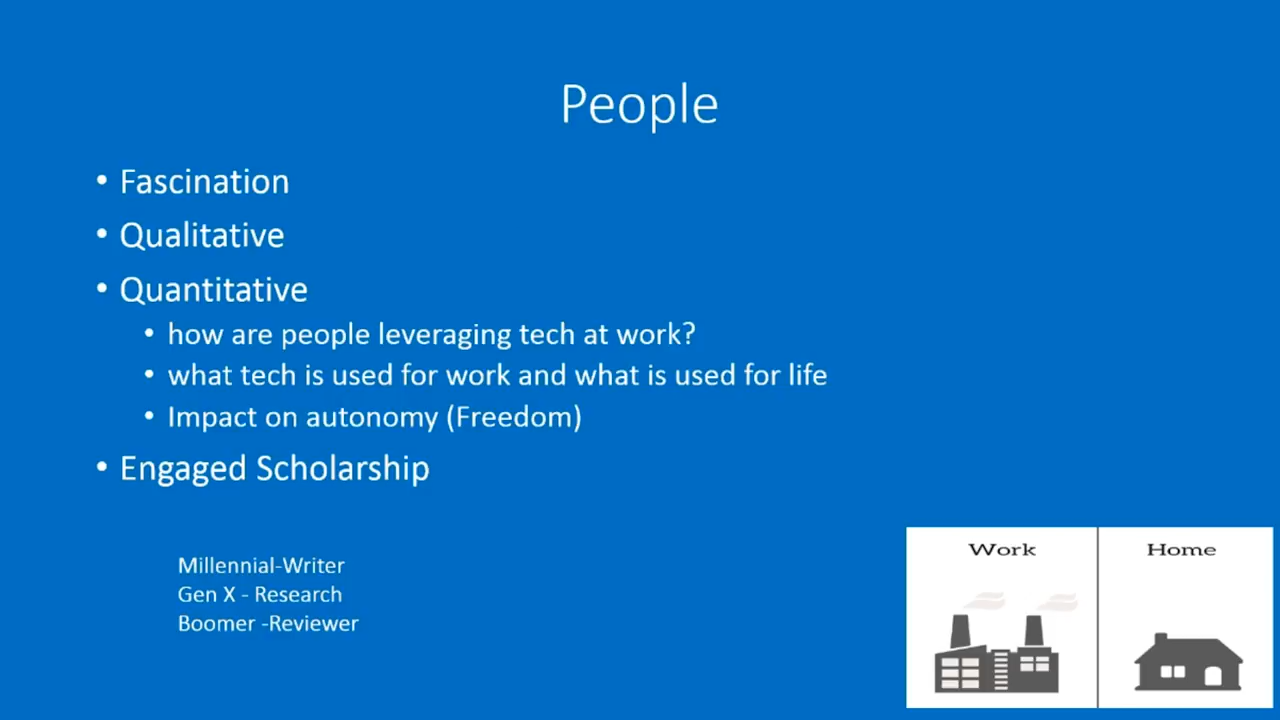 People
• Fascination
• Qualitative
• Quantitative
• how are people leveraging tech at work?
• what tech is used for work and what is used for life
• Impact on autonomy (Freedom)
• Engaged Scholarship
Millennial-Writer
Gen X - Research
Boomer -Reviewer
Work
Home